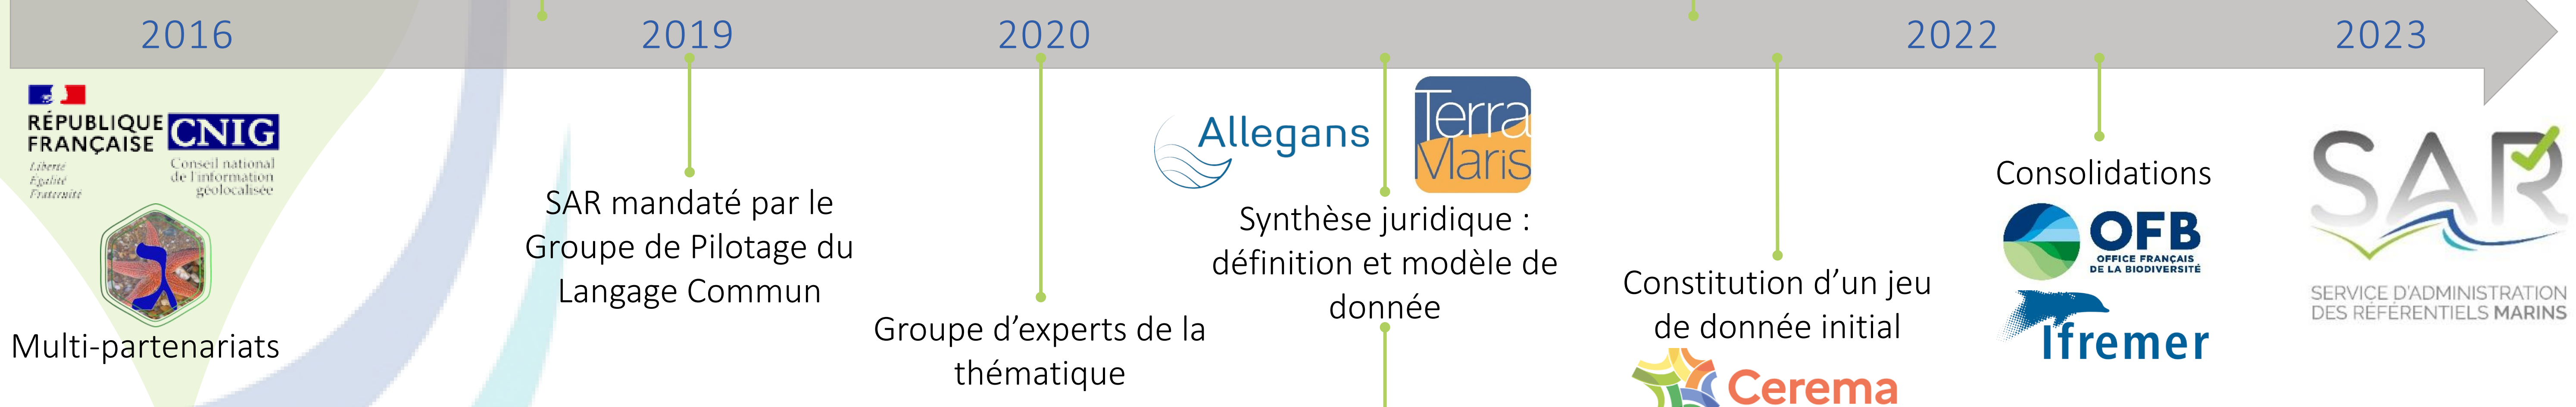 2016
2019
2020
2022
2023
RÉPUBLIQUE
FRANÇAISE
Liberté
Égalité
Fraternité
CNIG
Conseil national
de l'information
géolocalisée
Multi-partenariats
SAR mandaté par le
Groupe de Pilotage du
Langage Commun
Groupe d’experts de la
thématique
Allegans
Terra
Maris
Synthèse juridique :
définition et modèle de
donnée
Constitution d’un jeu
de donnée initial
Cerema
Consolidations
OFB
OFFICE FRANÇAIS
DE LA BIODIVERSITÉ
Ifremer
SAR
SERVICE D'ADMINISTRATION
DES RÉFÉRENTIELS MARINS